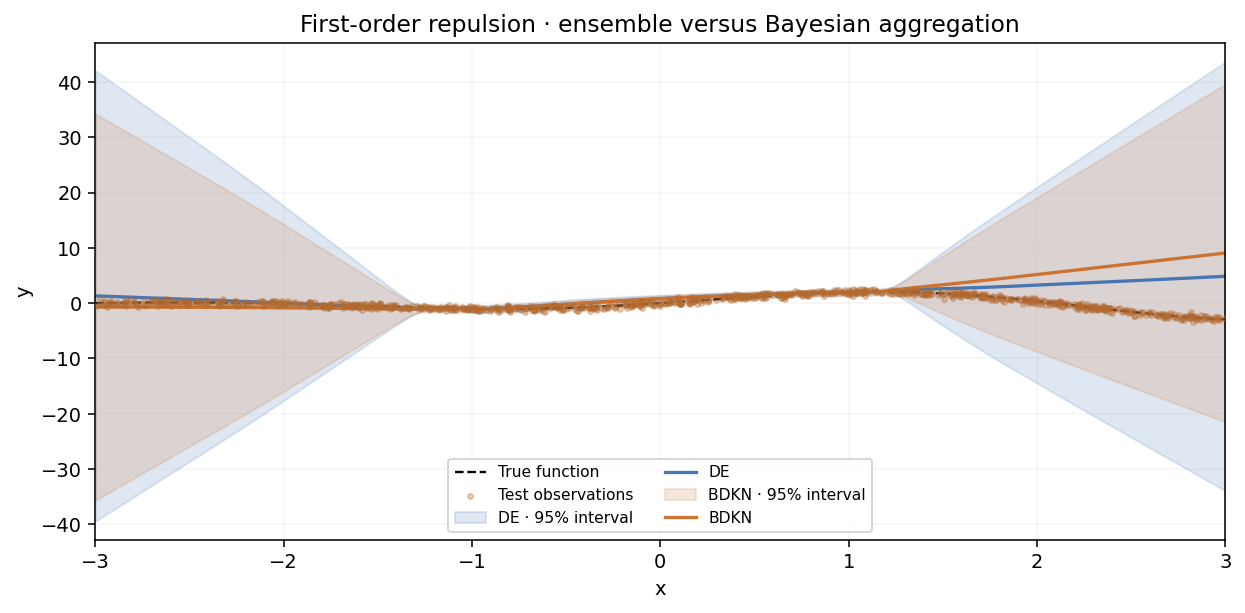 First-order repulsion · ensemble versus Bayesian aggregation
y
40
30
20
10
0
−10
−20
−30
−40
True function
Test observations
DE · 95% interval
DE
BDKN · 95% interval
BDKN
−3
−2
−1
0
1
2
3
x